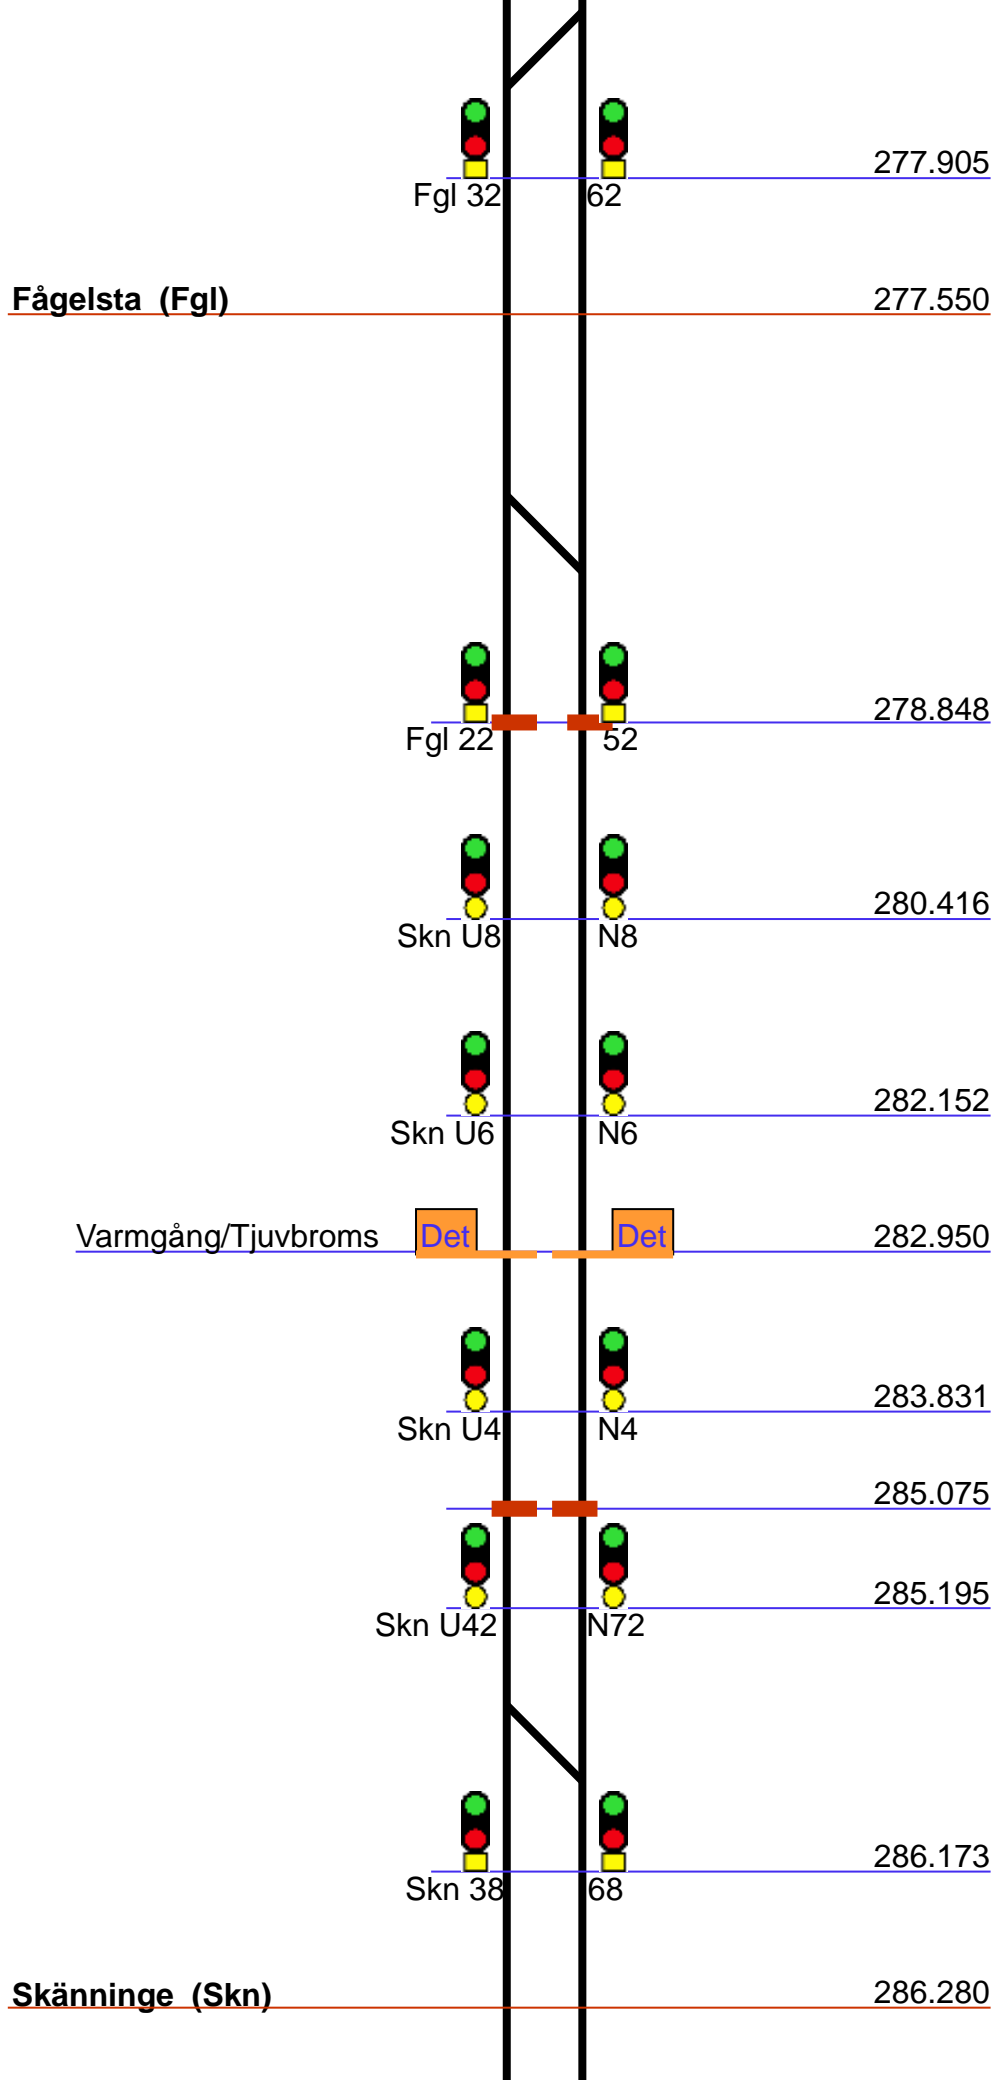 277.905
Fgl 32 62
Fågelsta (Fgl) 277.550
278.848
Fgl 22 52
280.416
Skn U8 N8
282.152
Skn U6 N6
Varmgång/Tjuvbroms Det Det 282.950
283.831
Skn U4 N4
285.075
285.195
Skn U42 N72
286.173
Skn 38 68
Skänninge (Skn) 286.280